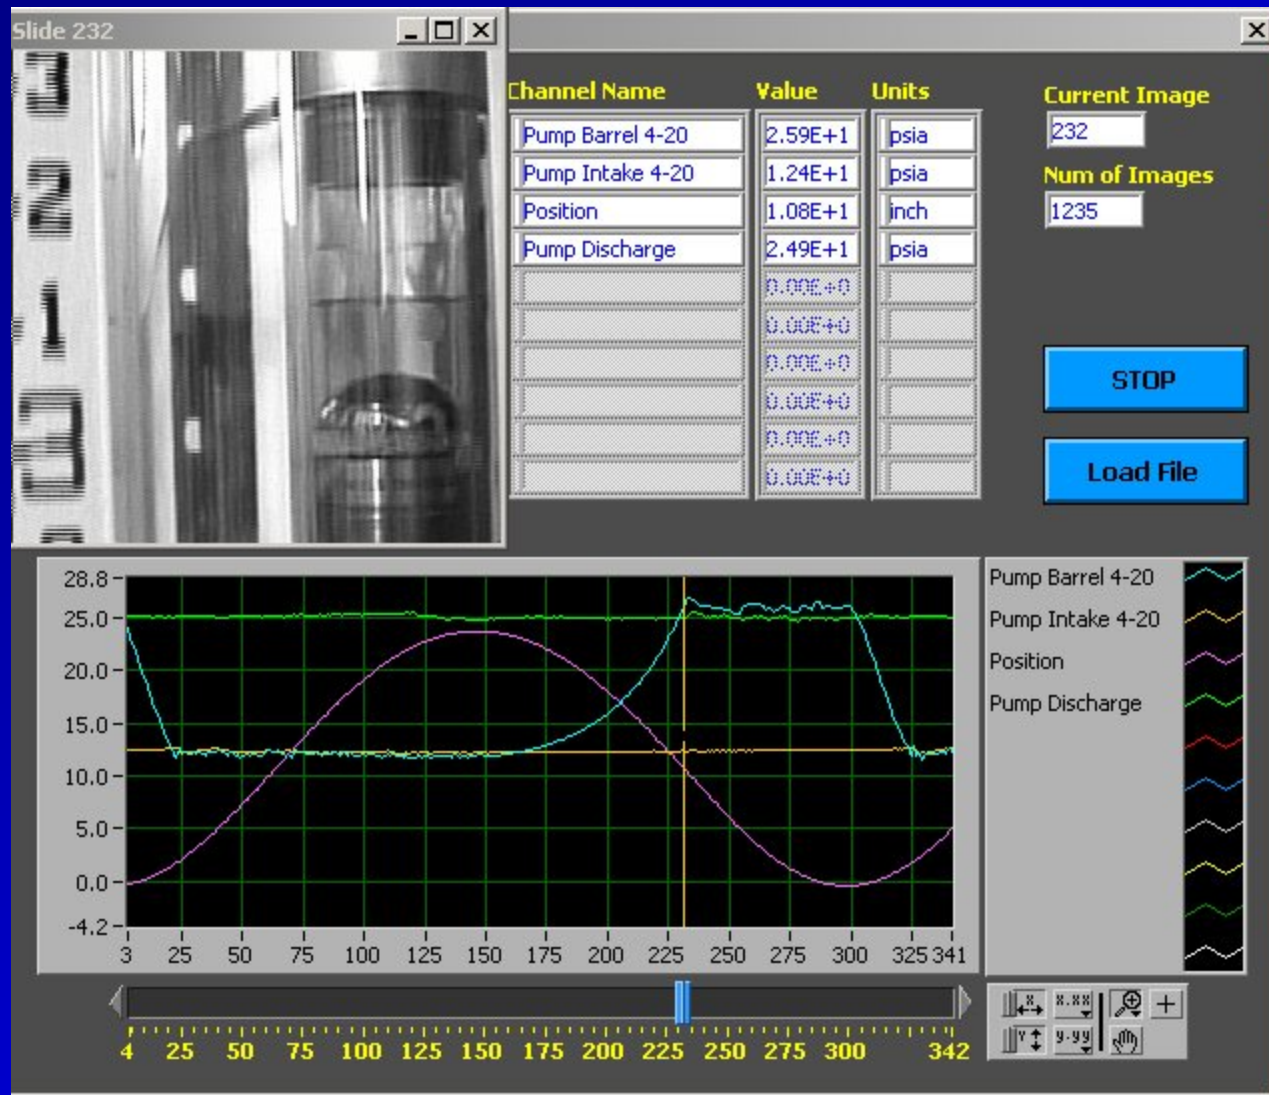 Slide 232
3
2
1
3
Channel Name Value Units
Pump Barrel 4-20 2.59E+1 psia
Pump Intake 4-20 1.24E+1 psia
Position 1.08E+1 inch
Pump Discharge 2.49E+1 psia
0.00E+0
0.00E+0
0.00E+0
0.00E+0
0.00E+0
0.00E+0
Current Image
232
Num of Images
1235
STOP
Load File
28.8
25.0
20.0
15.0
10.0
5.0
0.0
-4.2
3 25 50 75 100 125 150 175 200 225 250 275 300 325 341
Pump Barrel 4-20
Pump Intake 4-20
Position
Pump Discharge
4 25 50 75 100 125 150 175 200 225 250 275 300 342
X X.XX
Y Y.YY